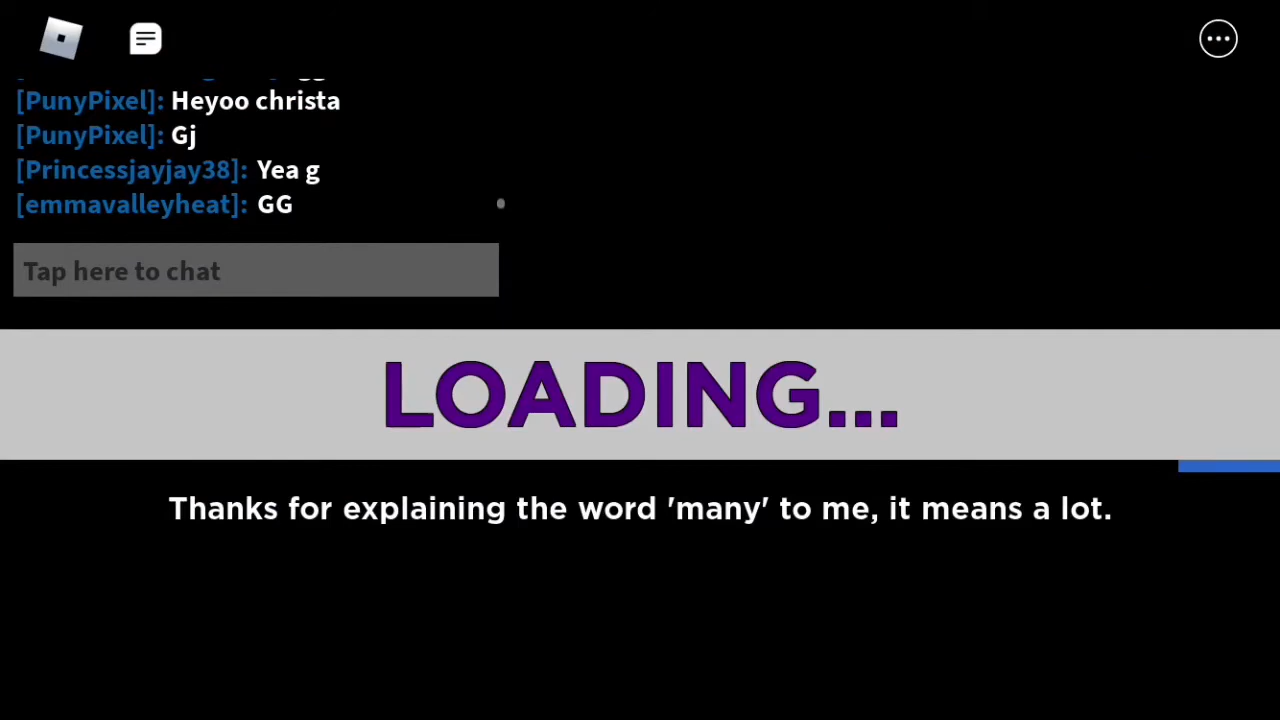 [PunyPixel]: Heyoo christa
[PunyPixel]: Gj
[Princessjayjay38]: Yea g
[emmavalleyheat]: GG
Tap here to chat
LOADING...
Thanks for explaining the word 'many' to me, it means a lot.